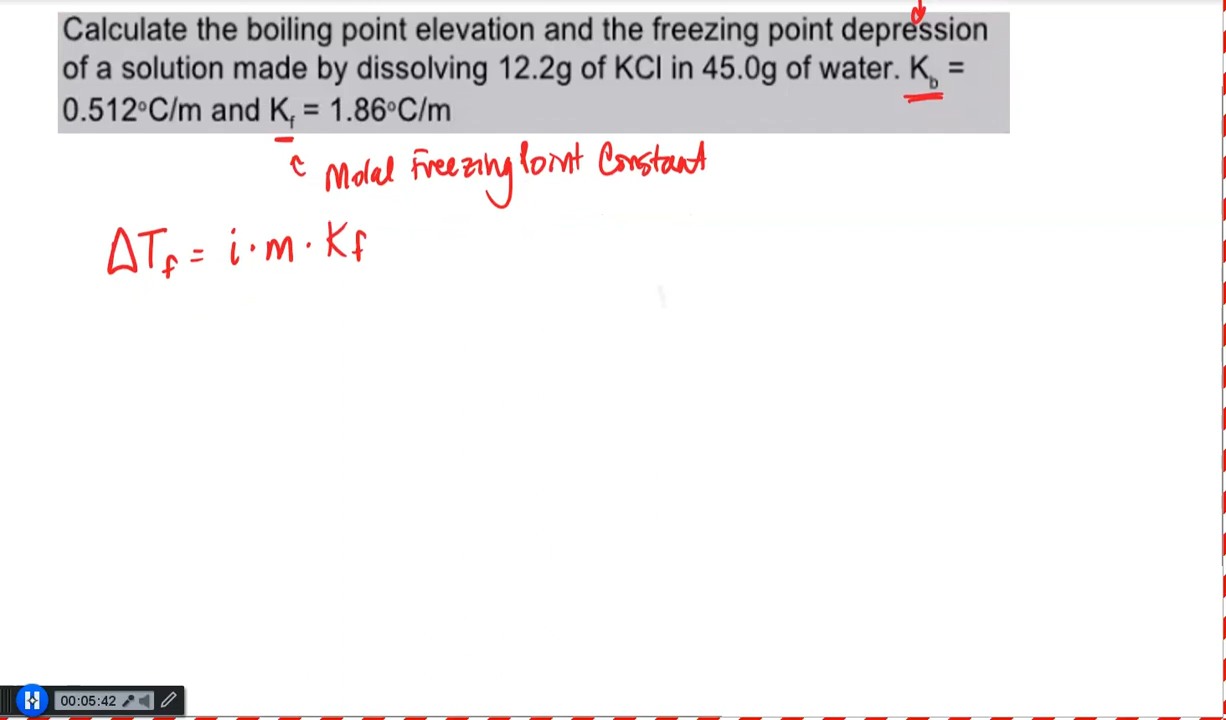 Calculate the boiling point elevation and the freezing point depression
of a solution made by dissolving 12.2g of KCl in 45.0g of water. Kb =
0.512°C/m and Kf = 1.86°C/m
Molal Freezing Point Constant
ΔTf = i · m · Kf
00:05:42